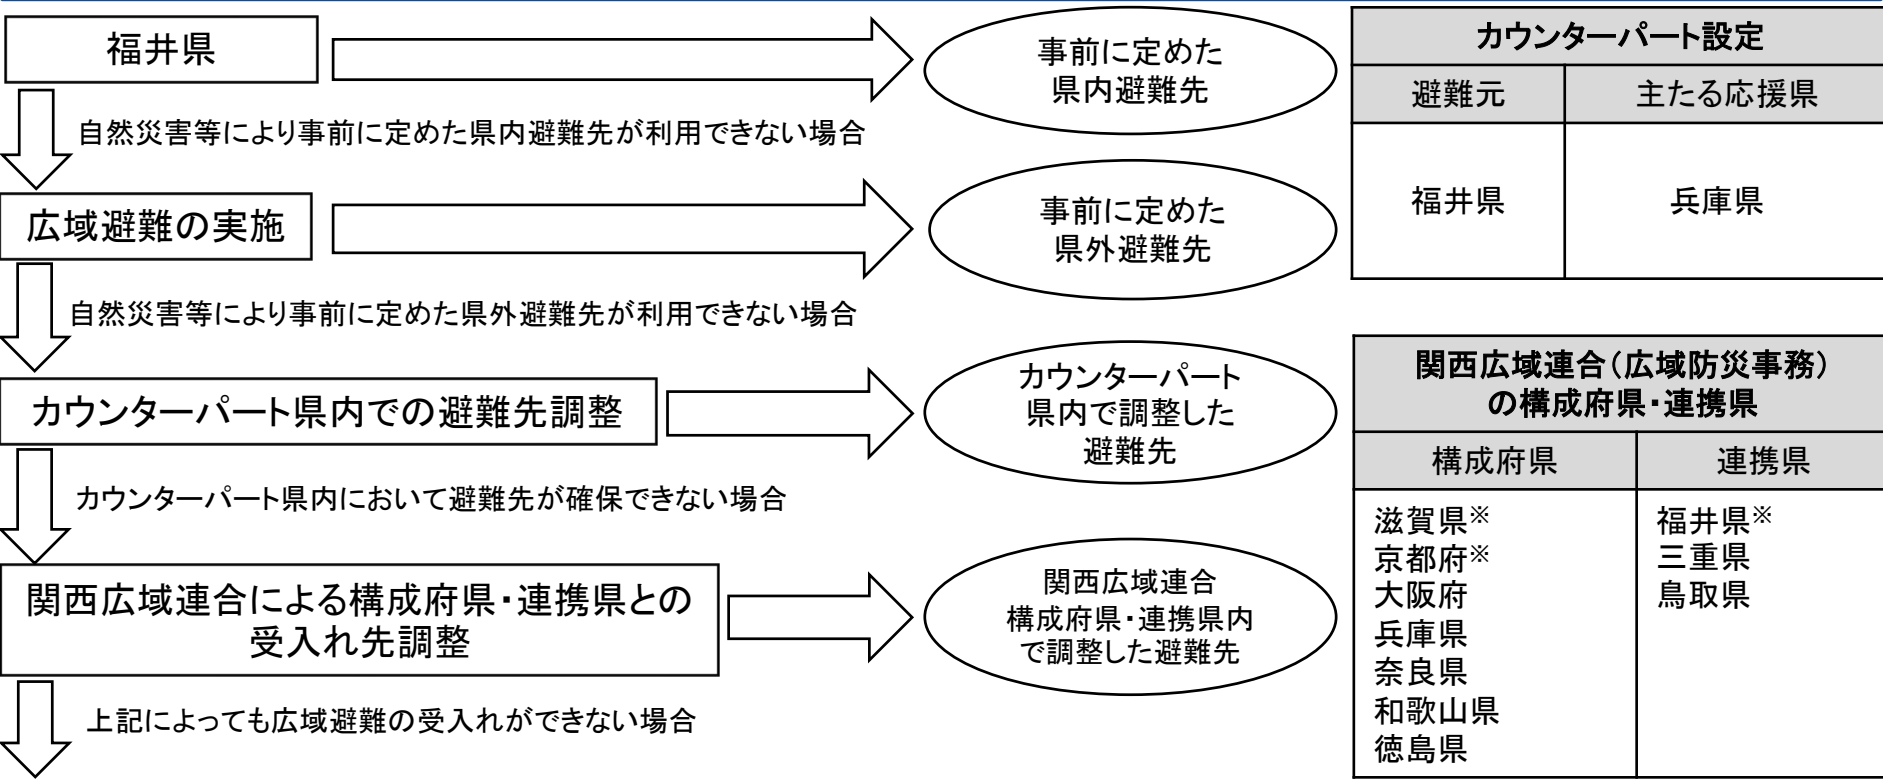 福井県
事前に定めた
県内避難先
自然災害等により事前に定めた県内避難先が利用できない場合
広域避難の実施
事前に定めた
県外避難先
自然災害等により事前に定めた県外避難先が利用できない場合
カウンターパート県内での避難先調整
カウンターパート
県内で調整した
避難先
カウンターパート県内において避難先が確保できない場合
関西広域連合による構成府県・連携県との
受入れ先調整
関西広域連合
構成府県・連携県内
で調整した避難先
上記によっても広域避難の受入れができない場合
カウンターパート設定
避難元 主たる応援県
福井県 兵庫県
関西広域連合（広域防災事務）
の構成府県・連携県
構成府県 連携県
滋賀県※ 福井県※
京都府※ 三重県
大阪府 鳥取県
兵庫県
奈良県
和歌山県
徳島県